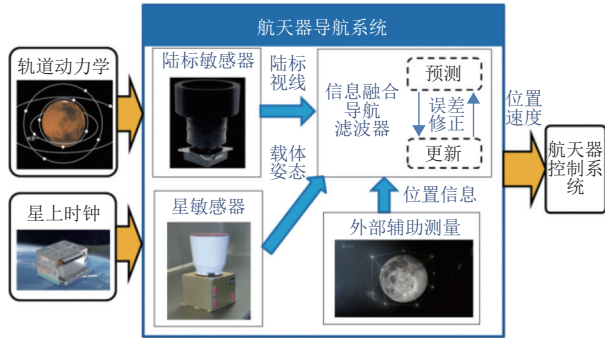 航天器导航系统
轨道动力学
星上时钟
陆标敏感器
陆标
视线
信息融合
导航
滤波器
预测
误差
修正
更新
载体
姿态
星敏感器
位置信息
外部辅助测量
位置
速度
航天器
控制系
统